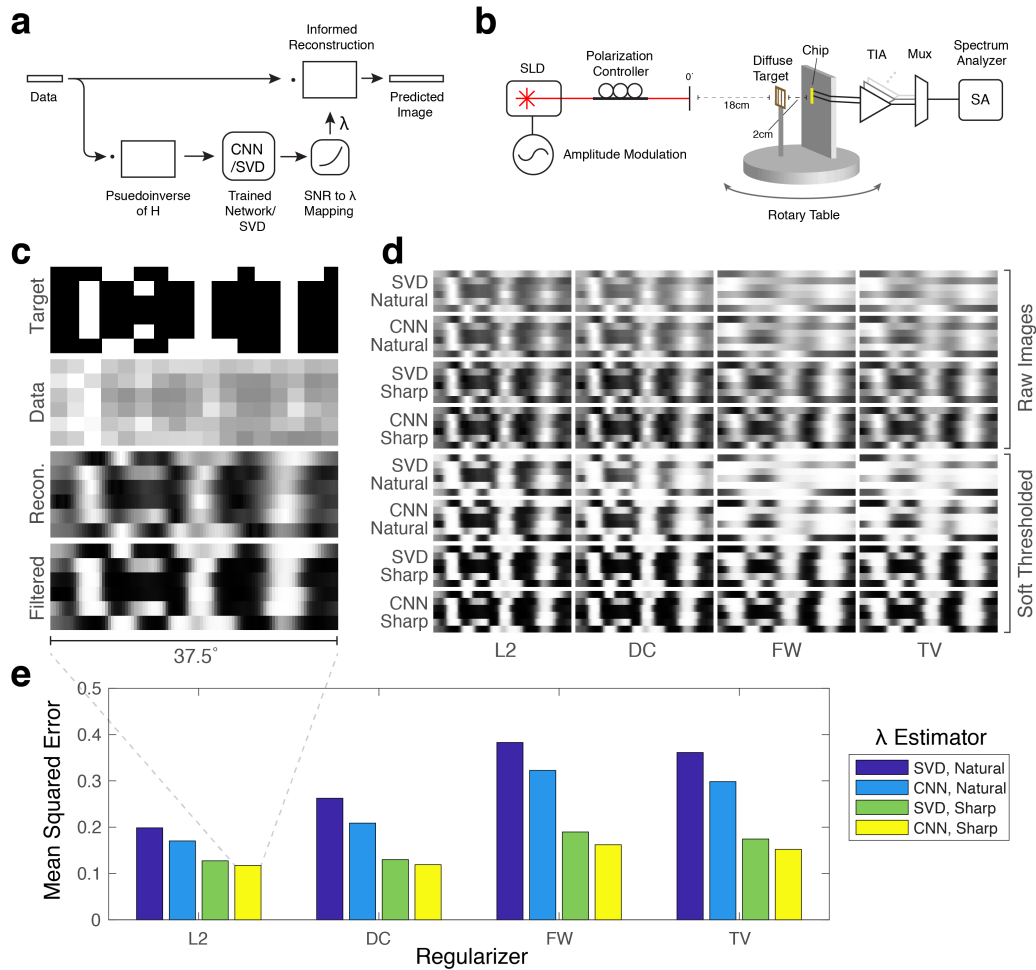 a
Informed
Reconstruction
Data
Predicted
Image
λ
CNN
/SVD
Psuedoinverse
of H
Trained
Network/
SVD
SNR to λ
Mapping
b
SLD
Polarization
Controller
0°
Diffuse
Target
Chip
TIA
Mux
Spectrum
Analyzer
SA
18cm
2cm
Amplitude Modulation
Rotary Table
c
Target
Data
Recon.
Filtered
37.5°
d
SVD
Natural
CNN
Natural
SVD
Sharp
CNN
Sharp
SVD
Natural
CNN
Natural
SVD
Sharp
CNN
Sharp
Raw Images
Soft Thresholded
L2 DC FW TV
e
Mean Squared Error
0.5
0.4
0.3
0.2
0.1
0
L2 DC FW TV
Regularizer
λ Estimator
SVD, Natural
CNN, Natural
SVD, Sharp
CNN, Sharp